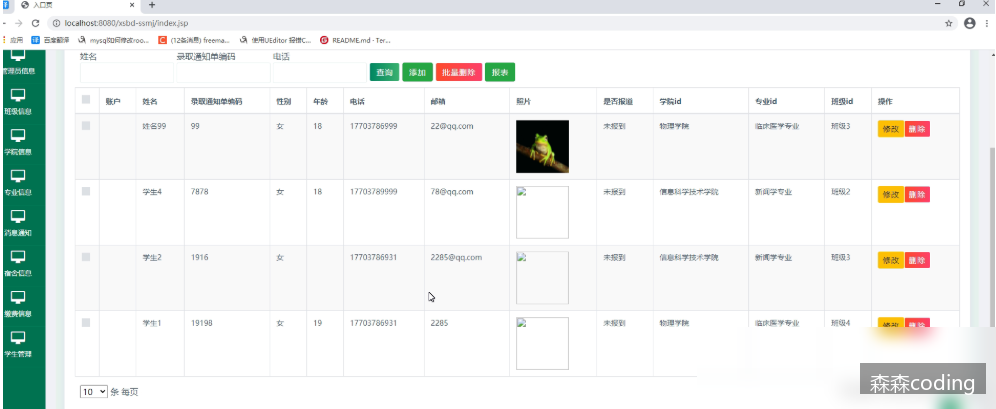 入口页
localhost:8080/xsbd-ssmj/index.jsp
应用 百度翻译 mysql如何修改roo... (12条消息) freema... 使用UEditor 报错C... README.md - Ter...
管理员信息
班级信息
学院信息
专业信息
消息通知
宿舍信息
缴费信息
学生管理
姓名 录取通知单编码 电话
查询 添加 批量删除 报表
账户 姓名 录取通知单编码 性别 年龄 电话 邮箱 照片 是否报道 学院id 专业id 班级id 操作
姓名99 99 女 18 17703786999 22@qq.com 未报到 物理学院 临床医学专业 班级3 修改 删除
学生4 7878 女 18 17703789999 78@qq.com 未报到 信息科学技术学院 新闻学专业 班级2 修改 删除
学生2 1916 女 17703786931 2285@qq.com 未报到 信息科学技术学院 新闻学专业 班级3 修改 删除
学生1 19198 女 19 17703786931 2285 未报到 物理学院 临床医学专业 班级4 修改 删除
10 条 每页
森森coding